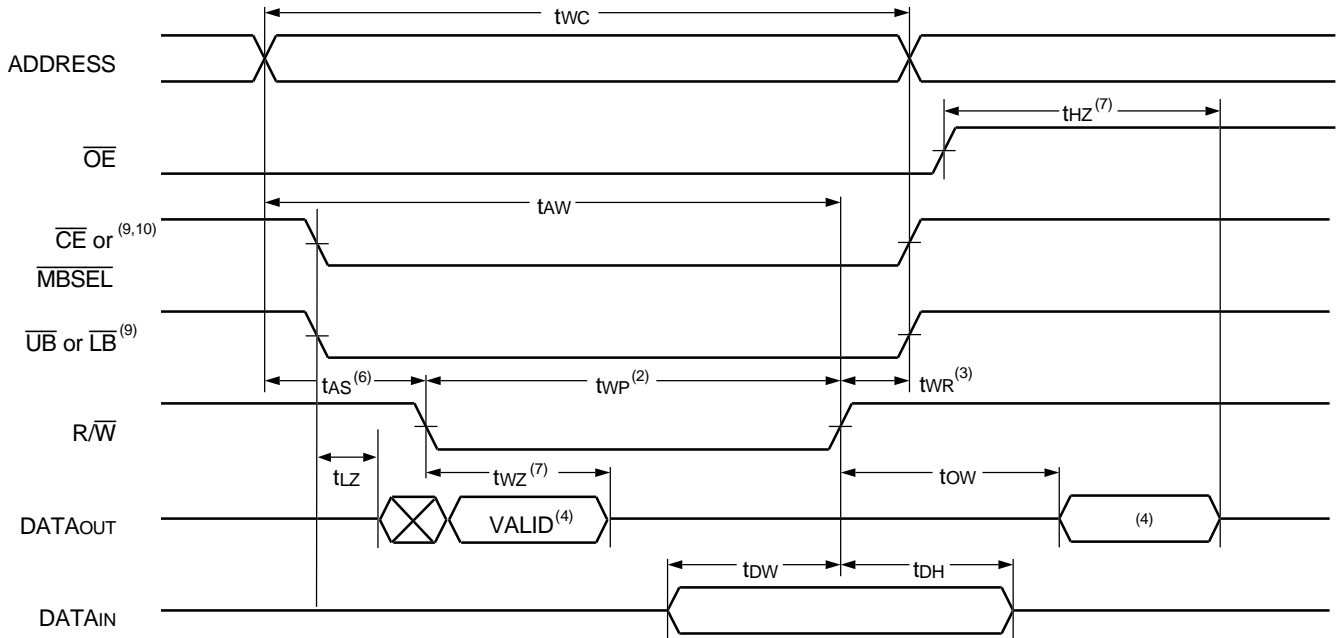 tWC
ADDRESS
tHZ(7)
OE
tAW
CE or (9,10)
MBSEL
UB or LB(9)
tAS(6) tWP(2) tWR(3)
R/W
tLZ tWZ(7) tOW
DATAOUT VALID(4) (4)
tDW tDH
DATAIN